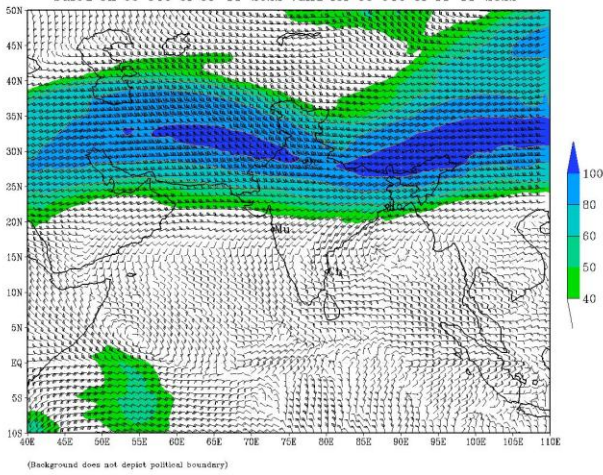 50N
45N
40N
35N
30N
25N
20N
15N
10N
5N
EQ
5S
10S
40E 45E 50E 55E 60E 65E 70E 75E 80E 85E 90E 95E 100E 105E 110E
100
80
60
50
40
Mu
(Background does not depict political boundary)